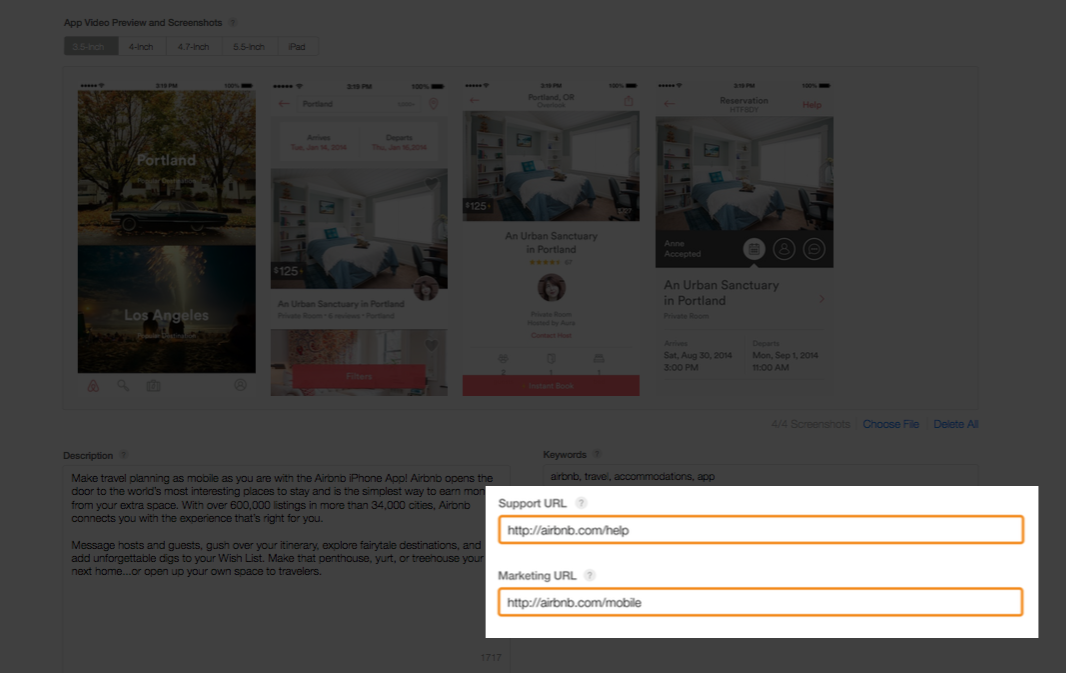 App Video Preview and Screenshots ?
3.5-Inch 4-Inch 4.7-Inch 5.5-Inch iPad
3:19 PM 100%
Portland
Los Angeles
3:19 PM 100%
Portland
Arrives Departs
Tue, Jan 14, 2014 Thu, Jan 16, 2014
$125
An Urban Sanctuary in Portland
Private Room • 6 reviews • Portland
Filters
3:19 PM 100%
Portland, OR
Overlook
$125
An Urban Sanctuary
in Portland
67
Private Room
Hosted by Aura
Contact Host
Instant Book
3:19 PM 100%
Reservation Help
Anne
Accepted
An Urban Sanctuary
in Portland
Private Room
Arrives Departs
Sat, Aug 30, 2014 Mon, Sep 1, 2014
3:00 PM 11:00 AM
4/4 Screenshots Choose File Delete All
Description ?
Make travel planning as mobile as you are with the Airbnb iPhone App! Airbnb opens the
door to the world's most interesting places to stay and is the simplest way to earn mon
from your extra space. With over 600,000 listings in more than 34,000 cities, Airbnb
connects you with the experience that's right for you.
Message hosts and guests, gush over your itinerary, explore fairytale destinations, and
add unforgettable digs to your Wish List. Make that penthouse, yurt, or treehouse your
next home...or open up your own space to travelers.
1717
Keywords ?
airbnb, travel, accommodations, app
Support URL ?
http://airbnb.com/help
Marketing URL ?
http://airbnb.com/mobile